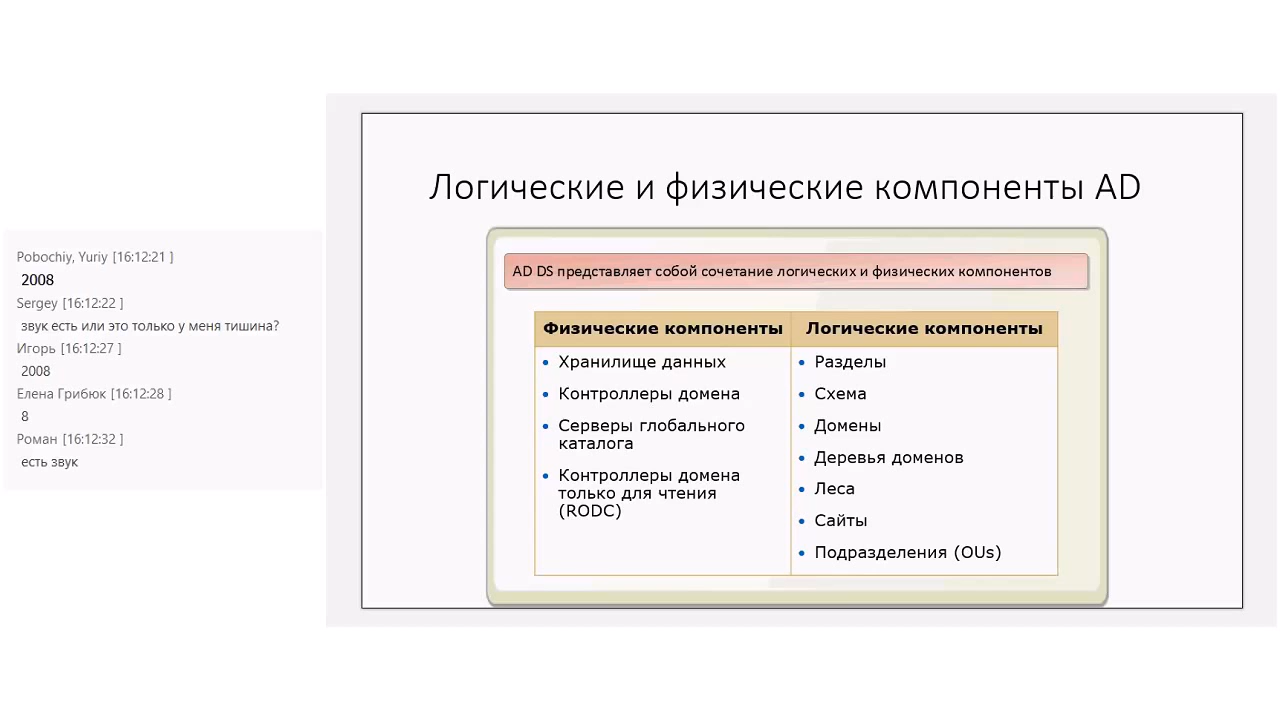 Pobochiy, Yuriy [16:12:21 ]
2008
Sergey [16:12:22 ]
звук есть или это только у меня тишина?
Игорь [16:12:27 ]
2008
Елена Грибюк [16:12:28 ]
8
Роман [16:12:32 ]
есть звук
Логические и физические компоненты AD
AD DS представляет собой сочетание логических и физических компонентов
Физические компоненты
• Хранилище данных
• Контроллеры домена
• Серверы глобального
каталога
• Контроллеры домена
только для чтения
(RODC)
Логические компоненты
• Разделы
• Схема
• Домены
• Деревья доменов
• Леса
• Сайты
• Подразделения (OUs)